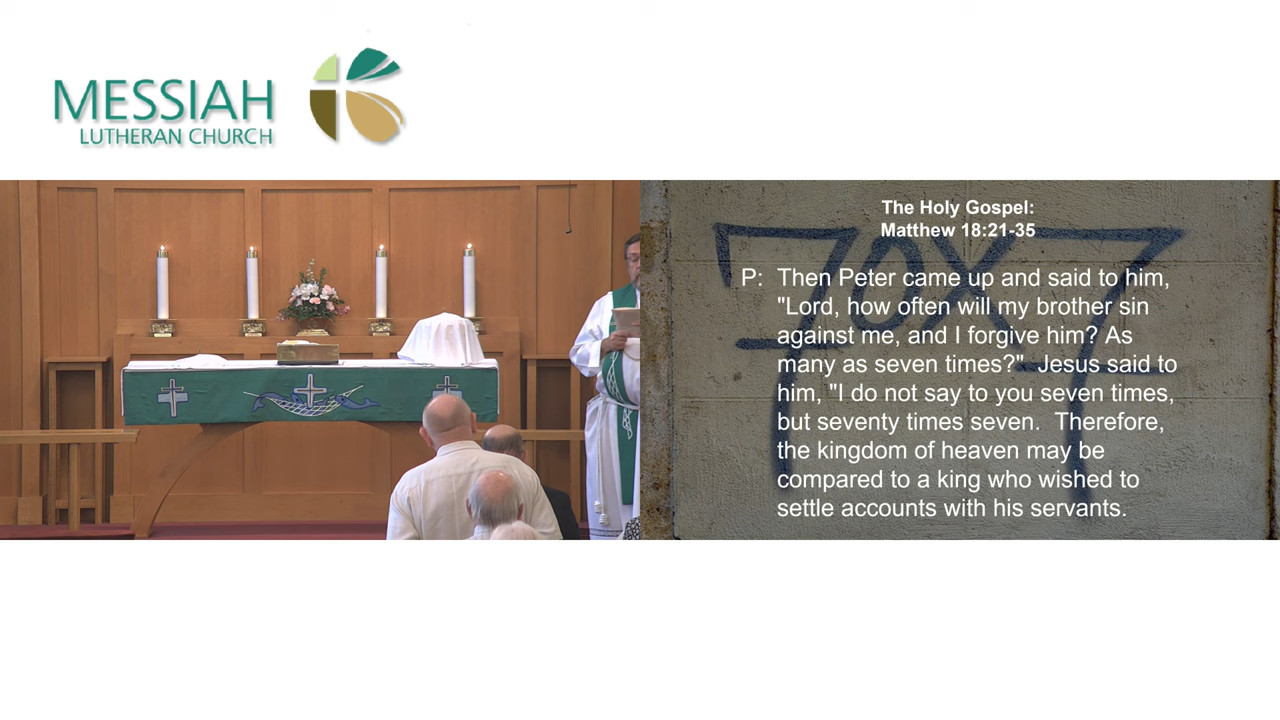 MESSIAH
LUTHERAN CHURCH
The Holy Gospel:
Matthew 18:21-35
70x7
P: Then Peter came up and said to him,
"Lord, how often will my brother sin
against me, and I forgive him? As
many as seven times?"  Jesus said to
him, "I do not say to you seven times,
but seventy times seven.  Therefore,
the kingdom of heaven may be
compared to a king who wished to
settle accounts with his servants.